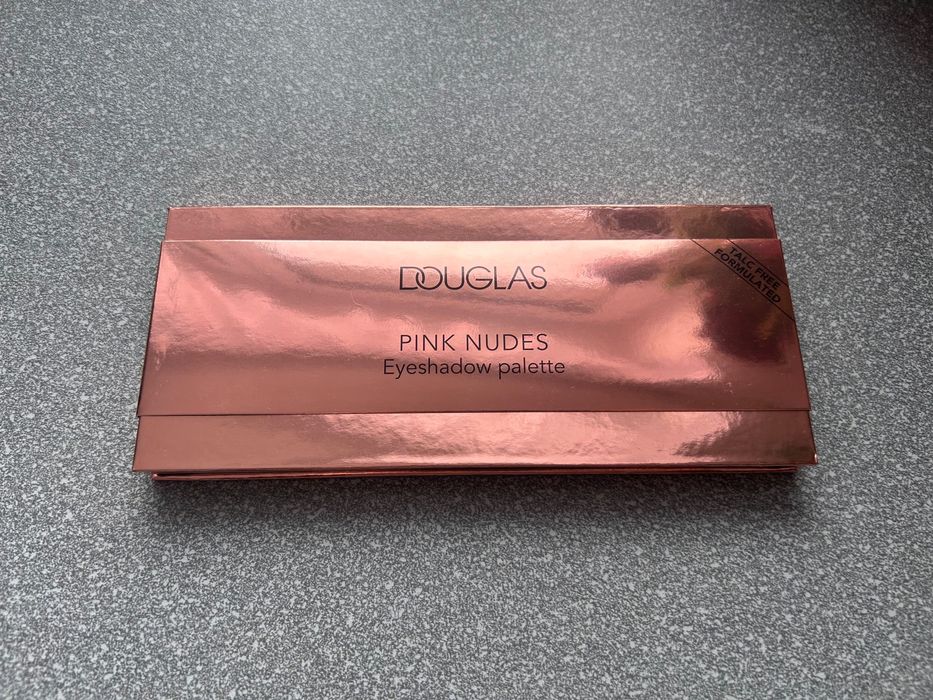 DOUGLAS
TALC FREE
FORMULATED
PINK NUDES
Eyeshadow palette